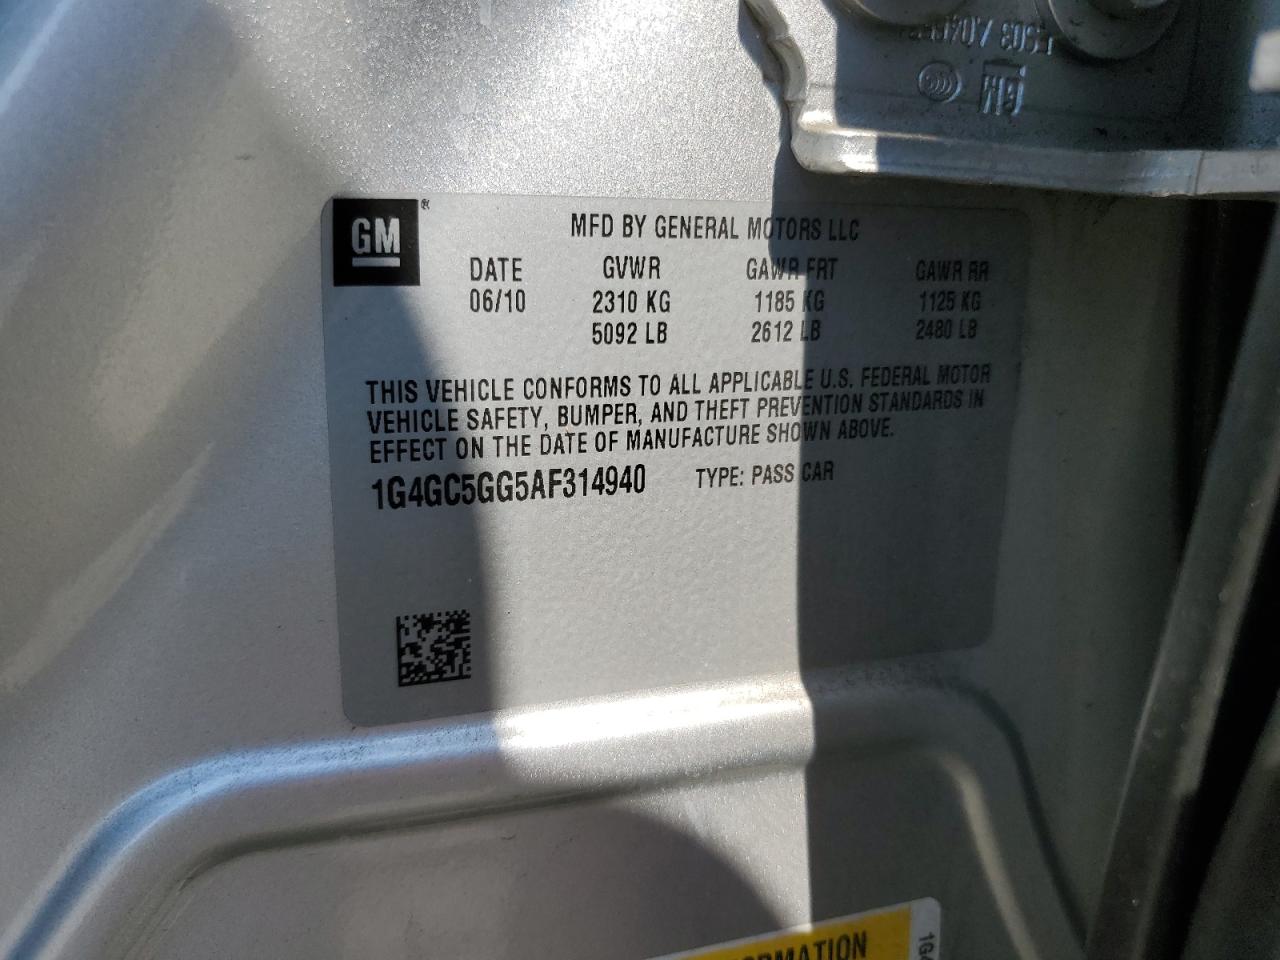 GM ®
MFD BY GENERAL MOTORS LLC
DATE GVWR GAWR FRT GAWR RR
06/10 2310 KG 1185 KG 1125 KG
5092 LB 2612 LB 2480 LB
THIS VEHICLE CONFORMS TO ALL APPLICABLE U.S. FEDERAL MOTOR
VEHICLE SAFETY, BUMPER, AND THEFT PREVENTION STANDARDS IN
EFFECT ON THE DATE OF MANUFACTURE SHOWN ABOVE.
1G4GC5GG5AF314940 TYPE: PASS CAR
GM